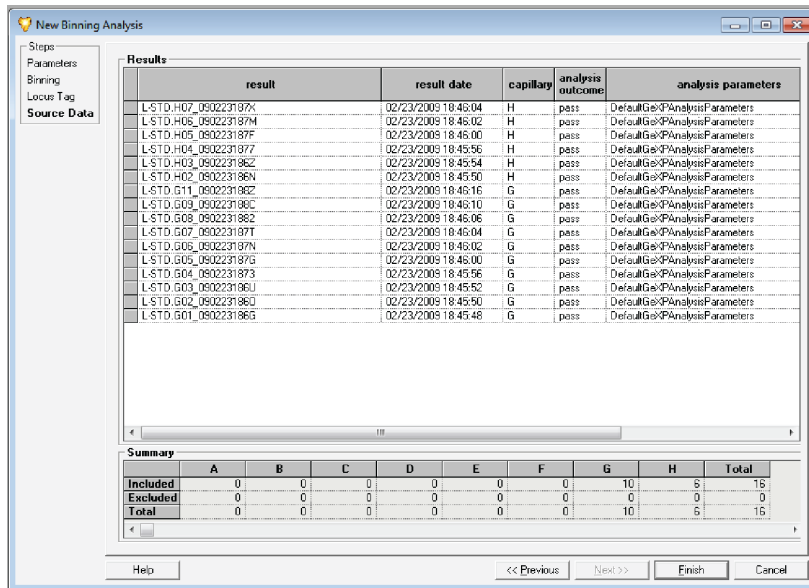 New Binning Analysis
Steps
Parameters
Binning
Locus Tag
Source Data
Results
result result date capillary analysis outcome analysis parameters
L-STD.H07_090223187X 02/23/2009 18:46:04 H pass DefaultGeXPAnalysisParameters
L-STD.H06_090223187M 02/23/2009 18:46:02 H pass DefaultGeXPAnalysisParameters
L-STD.H05_090223187F 02/23/2009 18:46:00 H pass DefaultGeXPAnalysisParameters
L-STD.H04_0902231877 02/23/2009 18:45:56 H pass DefaultGeXPAnalysisParameters
L-STD.H03_090223186Z 02/23/2009 18:45:54 H pass DefaultGeXPAnalysisParameters
L-STD.H02_090223186N 02/23/2009 18:45:50 H pass DefaultGeXPAnalysisParameters
L-STD.G11_090223188Z 02/23/2009 18:46:16 G pass DefaultGeXPAnalysisParameters
L-STD.G09_090223188C 02/23/2009 18:46:10 G pass DefaultGeXPAnalysisParameters
L-STD.G08_0902231882 02/23/2009 18:46:06 G pass DefaultGeXPAnalysisParameters
L-STD.G07_090223187T 02/23/2009 18:46:04 G pass DefaultGeXPAnalysisParameters
L-STD.G06_090223187N 02/23/2009 18:46:02 G pass DefaultGeXPAnalysisParameters
L-STD.G05_090223187G 02/23/2009 18:46:00 G pass DefaultGeXPAnalysisParameters
L-STD.G04_0902231873 02/23/2009 18:45:56 G pass DefaultGeXPAnalysisParameters
L-STD.G03_090223186U 02/23/2009 18:45:52 G pass DefaultGeXPAnalysisParameters
L-STD.G02_090223186O 02/23/2009 18:45:50 G pass DefaultGeXPAnalysisParameters
L-STD.G01_090223186G 02/23/2009 18:45:48 G pass DefaultGeXPAnalysisParameters
Summary
A B C D E F G H Total
Included 0 0 0 0 0 0 10 6 16
Excluded 0 0 0 0 0 0 0 0 0
Total 0 0 0 0 0 0 10 6 16
Help << Previous Next >> Finish Cancel